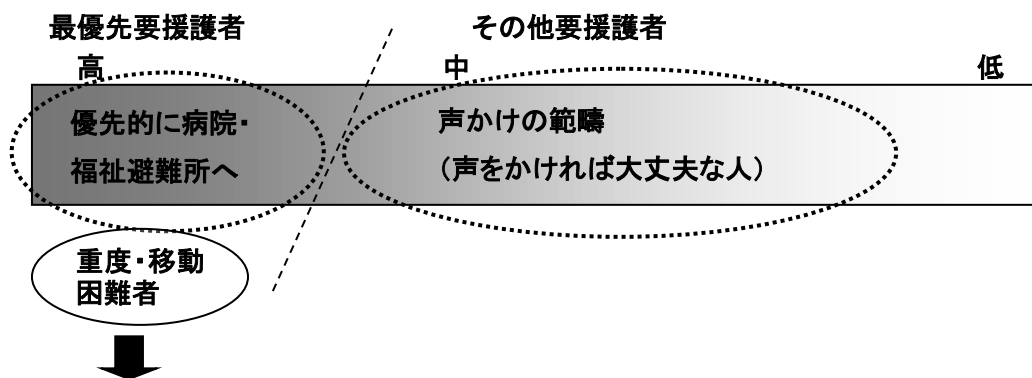 最優先要援護者
その他要援護者
高
中
低
優先的に病院・
福祉避難所へ
声かけの範疇
（声をかければ大丈夫な人）
重度・移動
困難者